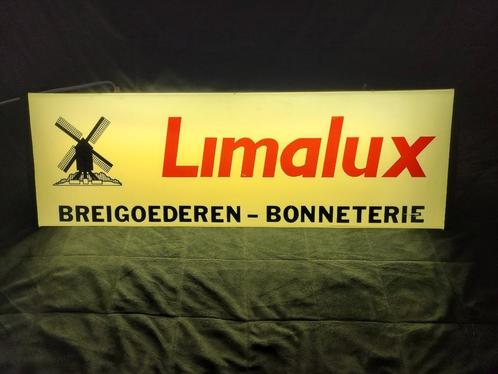 Limalux
BREIGOEDEREN - BONNETERIE